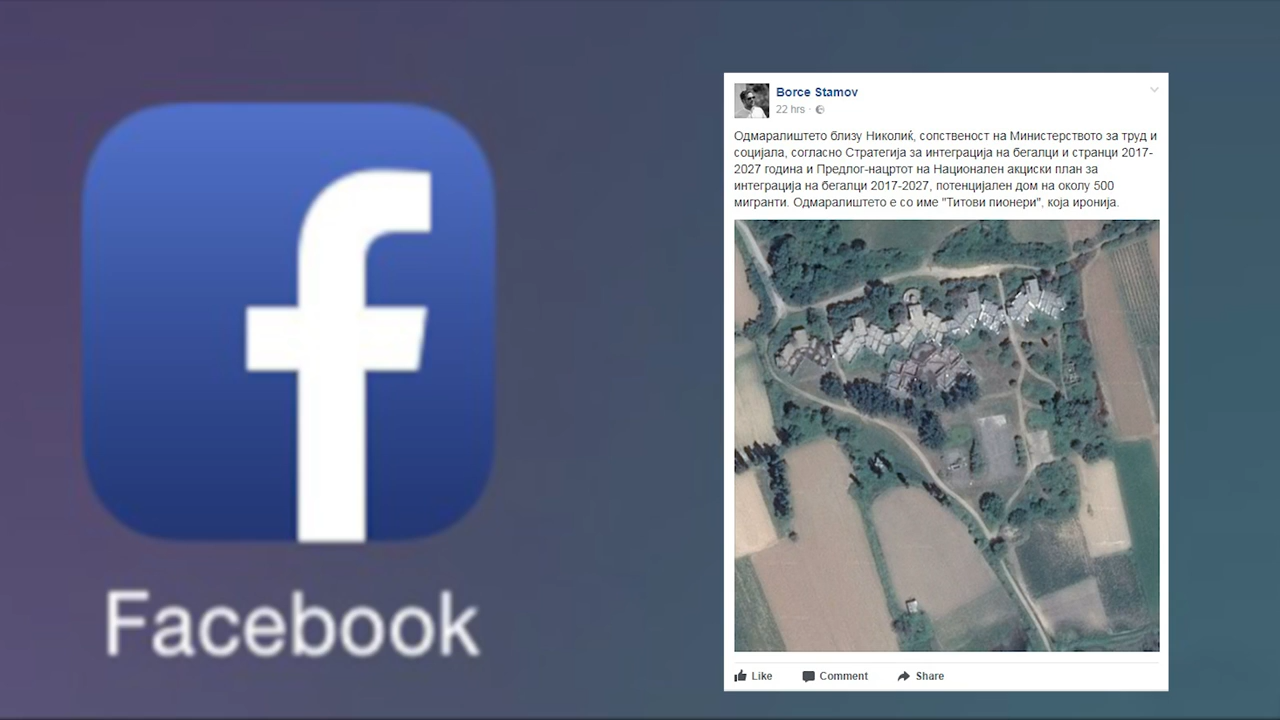 Facebook
Borce Stamov
22 hrs ·
Одмаралиштето близу Николиќ, сопственост на Министерството за труд и
социјала, согласно Стратегија за интеграција на бегалци и странци 2017-
2027 година и Предлог-нацртот на Национален акциски план за
интеграција на бегалци 2017-2027, потенцијален дом на околу 500
мигранти. Одмаралиштето е со име "Титови пионери", која иронија.
Like Comment Share